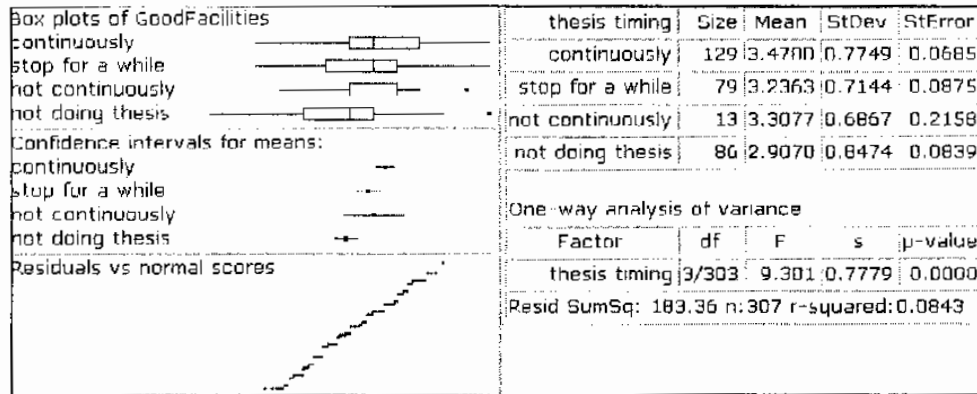 Box plots of GoodFacilities
continuously
stop for a while
not continuously
not doing thesis
Confidence intervals for means:
continuously
stop for a while
not continuously
not doing thesis
Residuals vs normal scores
thesis timing Size Mean StDev StError
continuously 129 3.4780 0.7749 0.0685
stop for a while 79 3.2363 0.7144 0.0875
not continuously 13 3.3077 0.6867 0.2158
not doing thesis 86 2.9070 0.8474 0.0839
One-way analysis of variance
Factor df F s p-value
thesis timing 3/303 9.301 0.7779 0.0000
Resid SumSq: 183.36 n:307 r-squared:0.0843